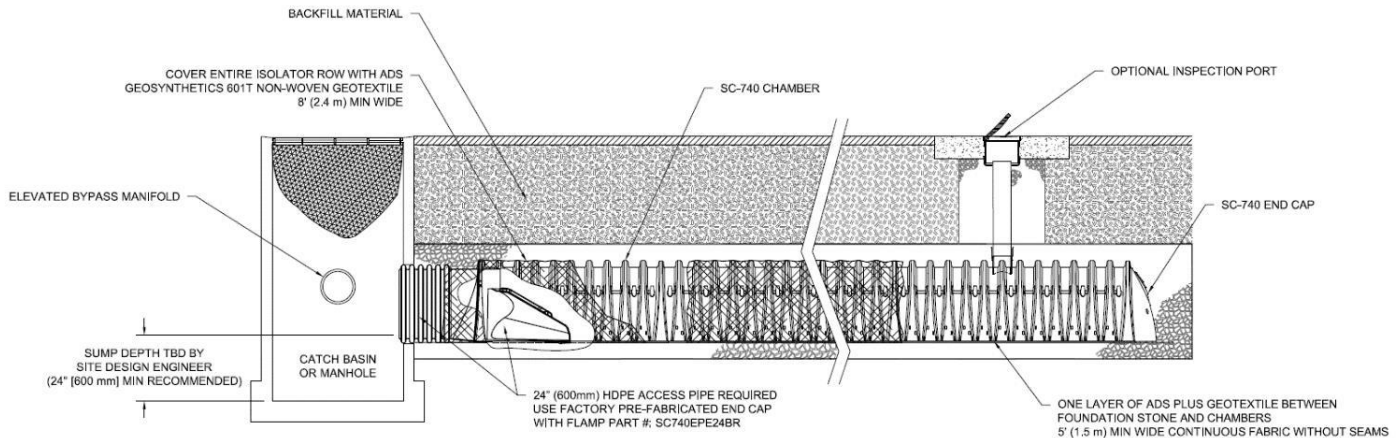 BACKFILL MATERIAL
COVER ENTIRE ISOLATOR ROW WITH ADS
GEOSYNTHETICS 601T NON-WOVEN GEOTEXTILE
8' (2.4 m) MIN WIDE
SC-740 CHAMBER
OPTIONAL INSPECTION PORT
ELEVATED BYPASS MANIFOLD
SC-740 END CAP
SUMP DEPTH TBD BY
SITE DESIGN ENGINEER
(24" [600 mm] MIN RECOMMENDED)
CATCH BASIN
OR MANHOLE
24" (600mm) HDPE ACCESS PIPE REQUIRED
USE FACTORY PRE-FABRICATED END CAP
WITH FLAMP PART #: SC740EPE24BR
ONE LAYER OF ADS PLUS GEOTEXTILE BETWEEN
FOUNDATION STONE AND CHAMBERS
5' (1.5 m) MIN WIDE CONTINUOUS FABRIC WITHOUT SEAMS